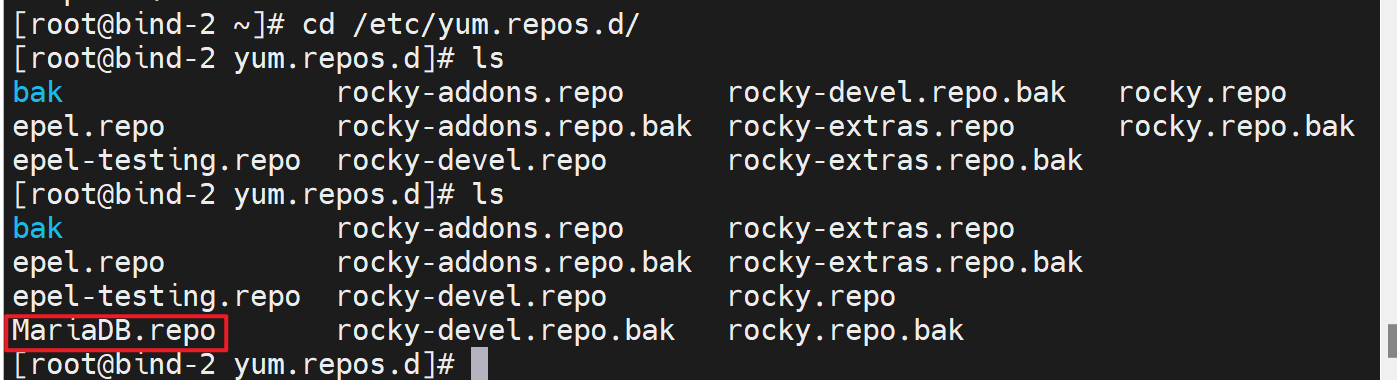 [root@bind-2 ~]# cd /etc/yum.repos.d/
[root@bind-2 yum.repos.d]# ls
bak                rocky-addons.repo      rocky-devel.repo.bak   rocky.repo
epel.repo          rocky-addons.repo.bak  rocky-extras.repo      rocky.repo.bak
epel-testing.repo  rocky-devel.repo       rocky-extras.repo.bak
[root@bind-2 yum.repos.d]# ls
bak                rocky-addons.repo      rocky-extras.repo
epel.repo          rocky-addons.repo.bak  rocky-extras.repo.bak
epel-testing.repo  rocky-devel.repo       rocky.repo
MariaDB.repo       rocky-devel.repo.bak   rocky.repo.bak
[root@bind-2 yum.repos.d]#